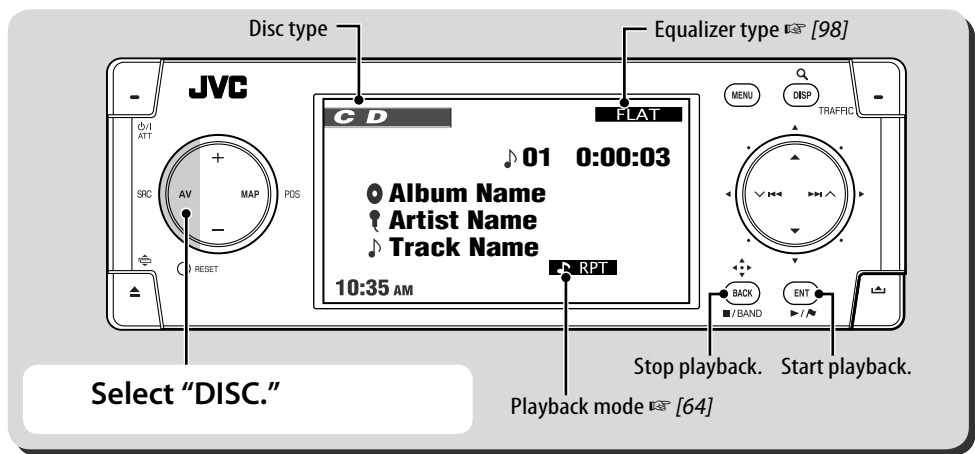 Disc type
Equalizer type ☞ [98]
JVC
MENU
DISP
TRAFFIC
⏻/I
ATT
CD
FLAT
♪ 01 0:00:03
SRC
+
AV
MAP
POS
–
Album Name
Artist Name
♪ Track Name
♪ RPT
RESET
10:35 AM
BACK
ENT
■/BAND
►/⚑
Stop playback.
Start playback.
Select “DISC.”
Playback mode ☞ [64]